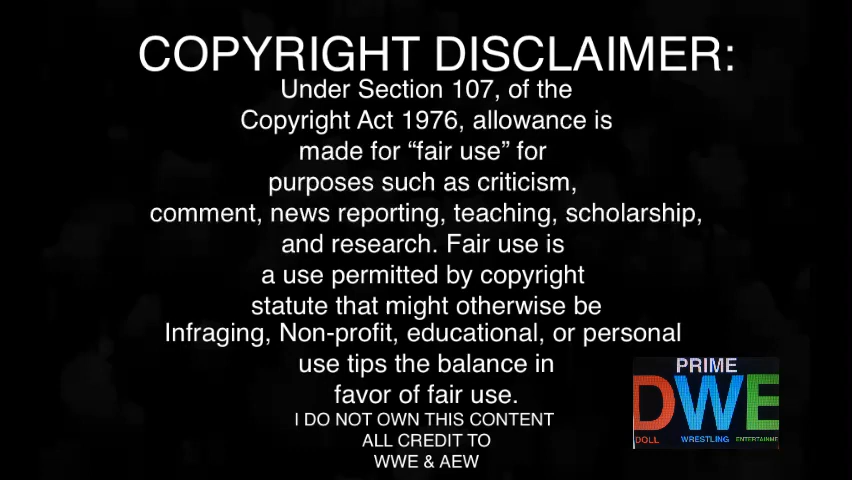 COPYRIGHT DISCLAIMER:
Under Section 107, of the
Copyright Act 1976, allowance is
made for “fair use” for
purposes such as criticism,
comment, news reporting, teaching, scholarship,
and research. Fair use is
a use permitted by copyright
statute that might otherwise be
Infraging, Non-profit, educational, or personal
use tips the balance in
favor of fair use.
I DO NOT OWN THIS CONTENT
ALL CREDIT TO
WWE & AEW
PRIME
DWE
DOLL WRESTLING ENTERTAINME